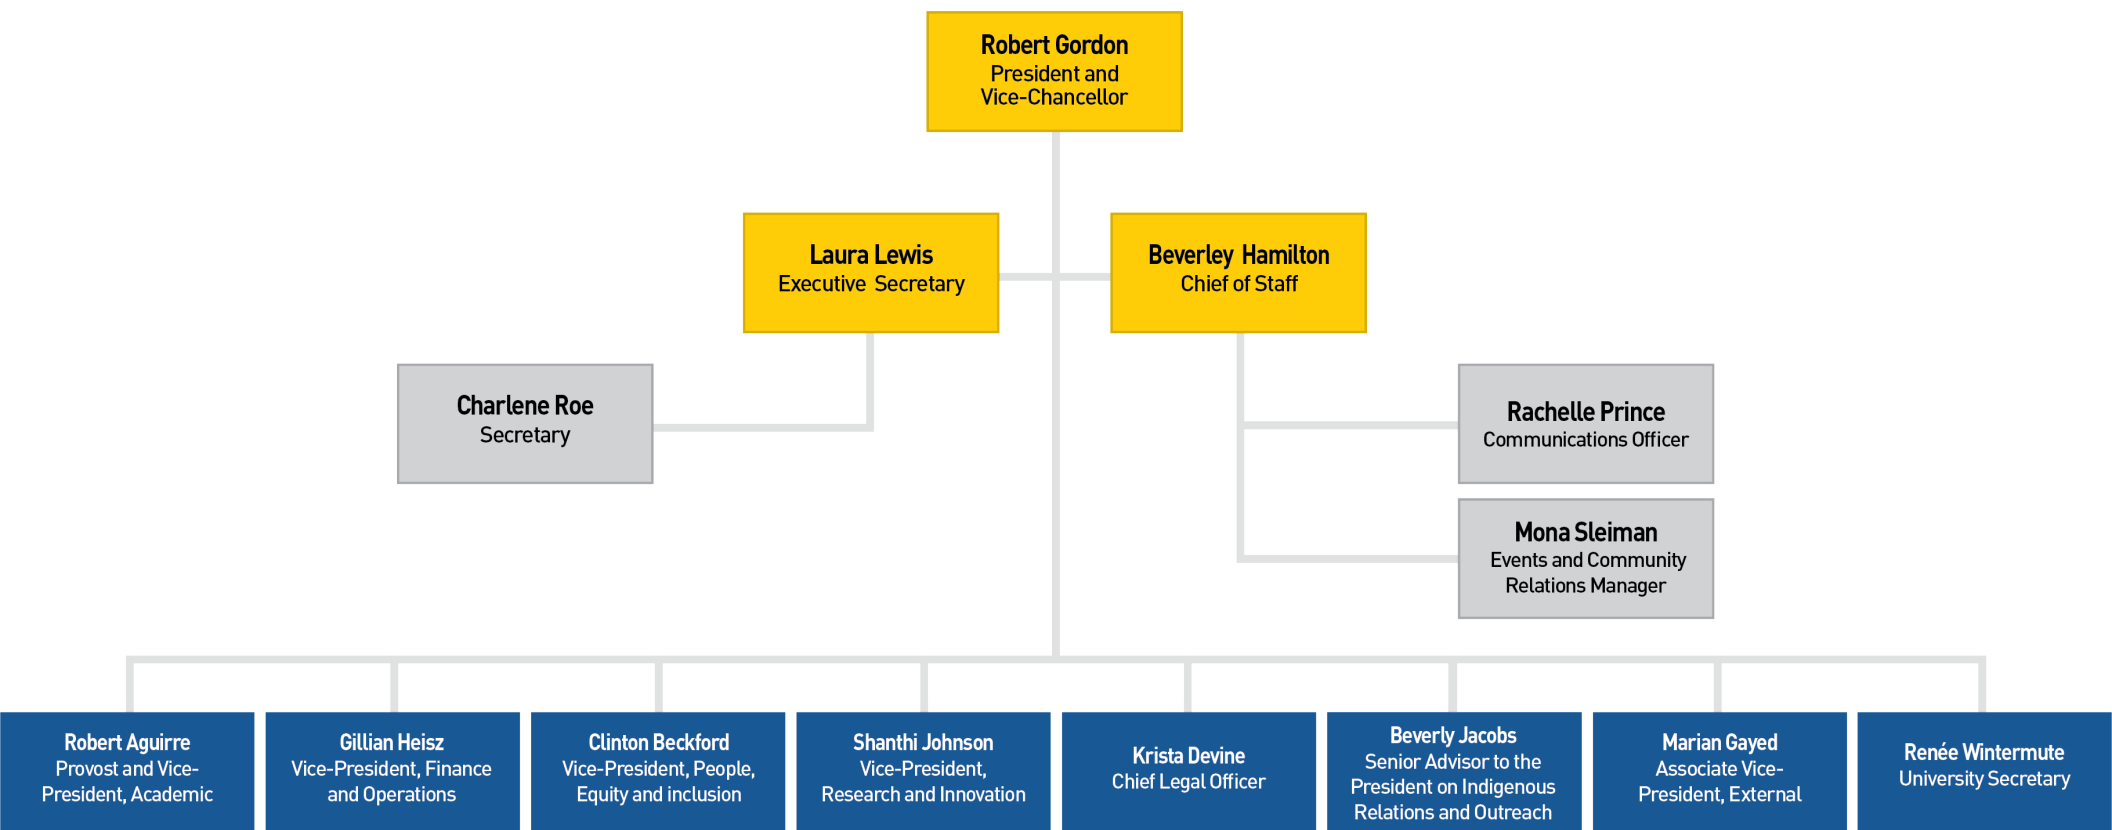 Robert Gordon
President and
Vice-Chancellor
Laura Lewis
Executive Secretary
Beverley Hamilton
Chief of Staff
Charlene Roe
Secretary
Rachelle Prince
Communications Officer
Mona Sleiman
Events and Community
Relations Manager
Robert Aguirre
Provost and Vice-
President, Academic
Gillian Heisz
Vice-President, Finance
and Operations
Clinton Beckford
Vice-President, People,
Equity and inclusion
Shanthi Johnson
Vice-President,
Research and Innovation
Krista Devine
Chief Legal Officer
Beverly Jacobs
Senior Advisor to the
President on Indigenous
Relations and Outreach
Marian Gayed
Associate Vice-
President, External
Renée Wintermute
University Secretary